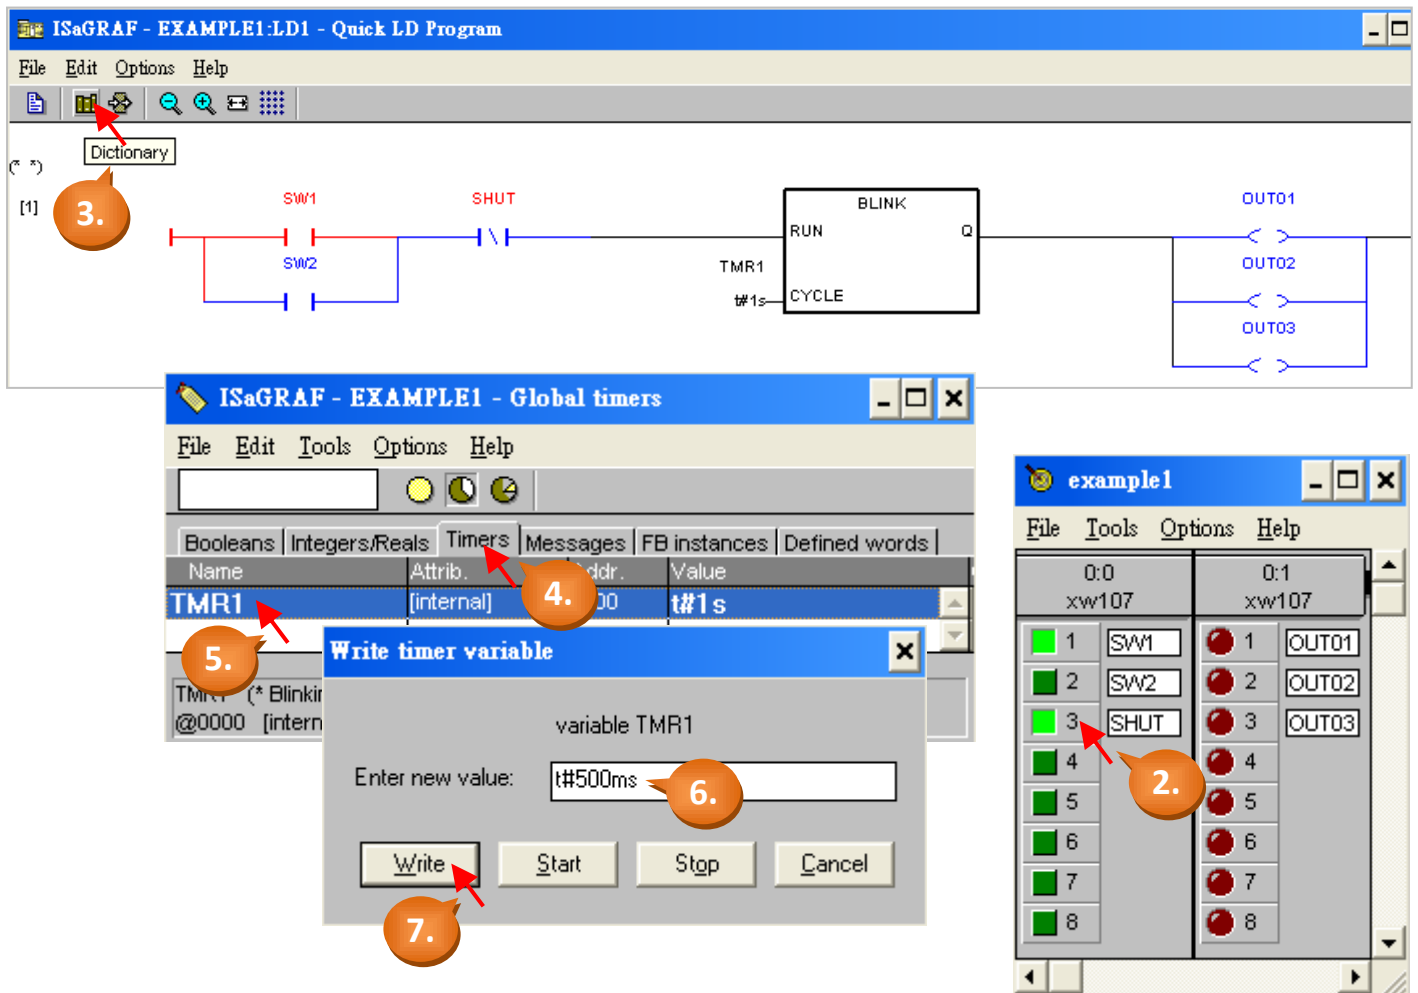 ISaGRAF - EXAMPLE1:LD1 - Quick LD Program
File Edit Options Help
Dictionary
(* *)
3.
[1]
SW1 SHUT BLINK OUT01
RUN Q
SW2 TMR1 OUT02
t#1s CYCLE
OUT03
ISaGRAF - EXAMPLE1 - Global timers
File Edit Tools Options Help
Booleans Integers/Reals Timers Messages FB instances Defined words
Name Attrib. Addr. Value
4.
TMR1 [internal] 00 t#1s
5.
TMR1 (* Blinkin
@0000 [intern
Write timer variable
variable TMR1
Enter new value: t#500ms
6.
Write Start Stop Cancel
7.
example1
File Tools Options Help
0:0 0:1
xw107 xw107
1 SW1 1 OUT01
2 SW2 2 OUT02
3 SHUT 3 OUT03
2.
4 4
5 5
6 6
7 7
8 8